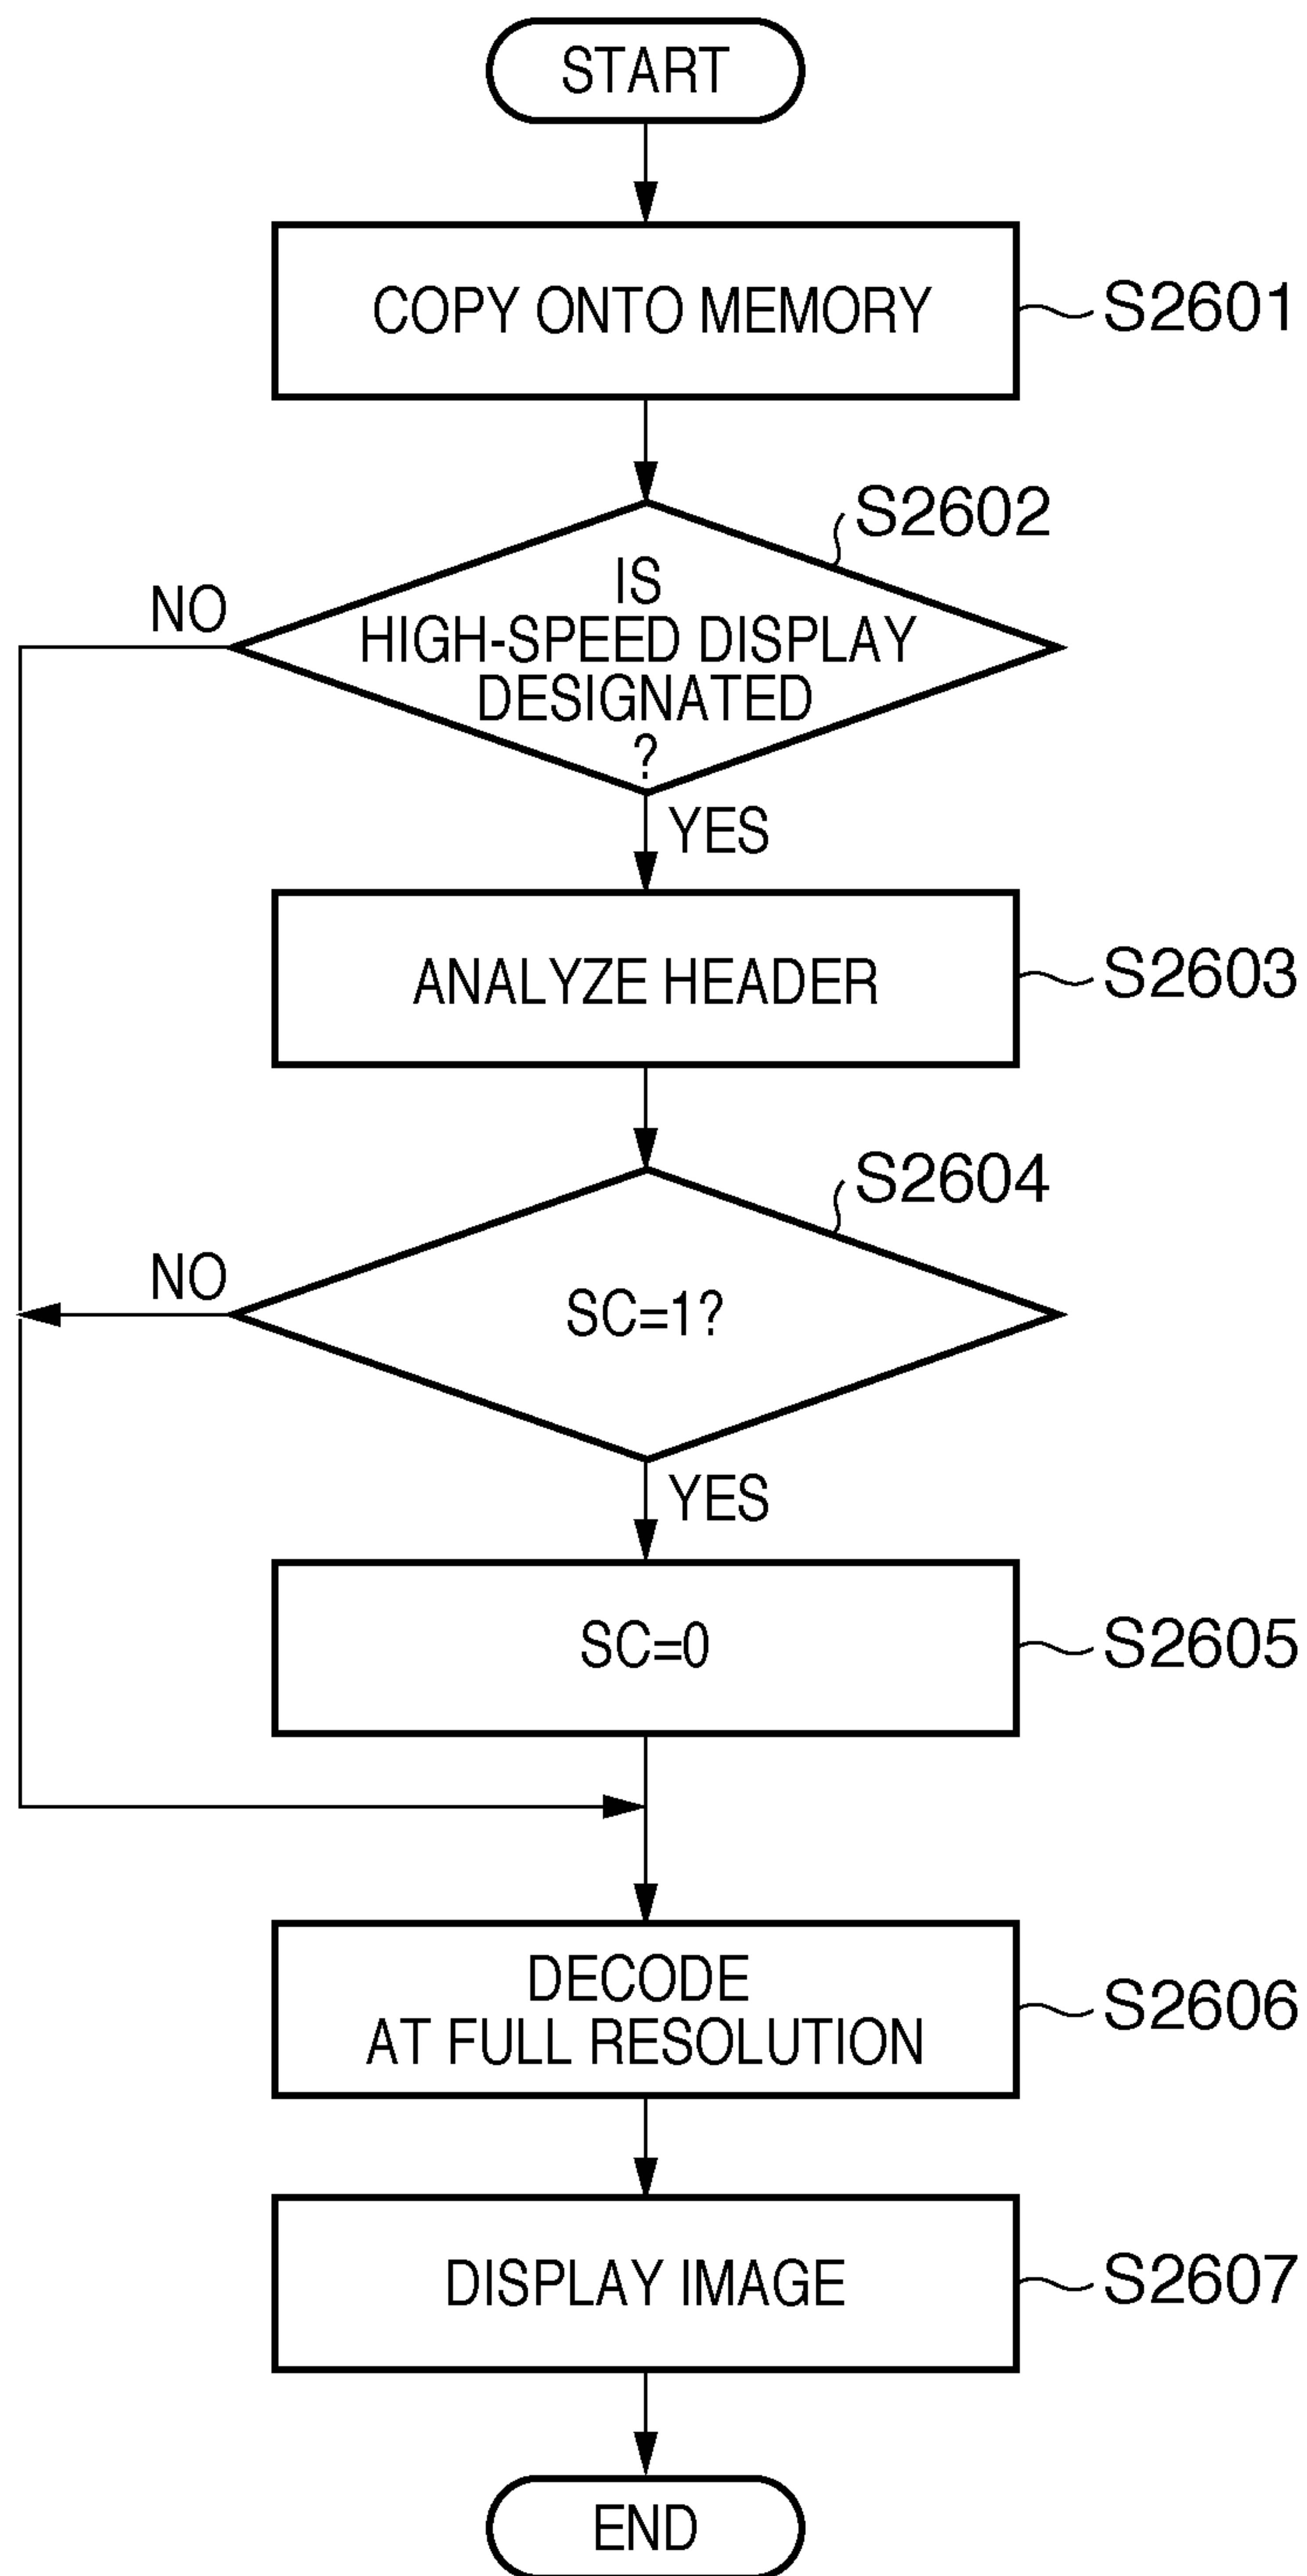 START
COPY ONTO MEMORY
S2601
S2602
NO
IS
HIGH-SPEED DISPLAY
DESIGNATED
?
YES
ANALYZE HEADER
S2603
S2604
NO
SC=1?
YES
SC=0
S2605
DECODE
AT FULL RESOLUTION
S2606
DISPLAY IMAGE
S2607
END